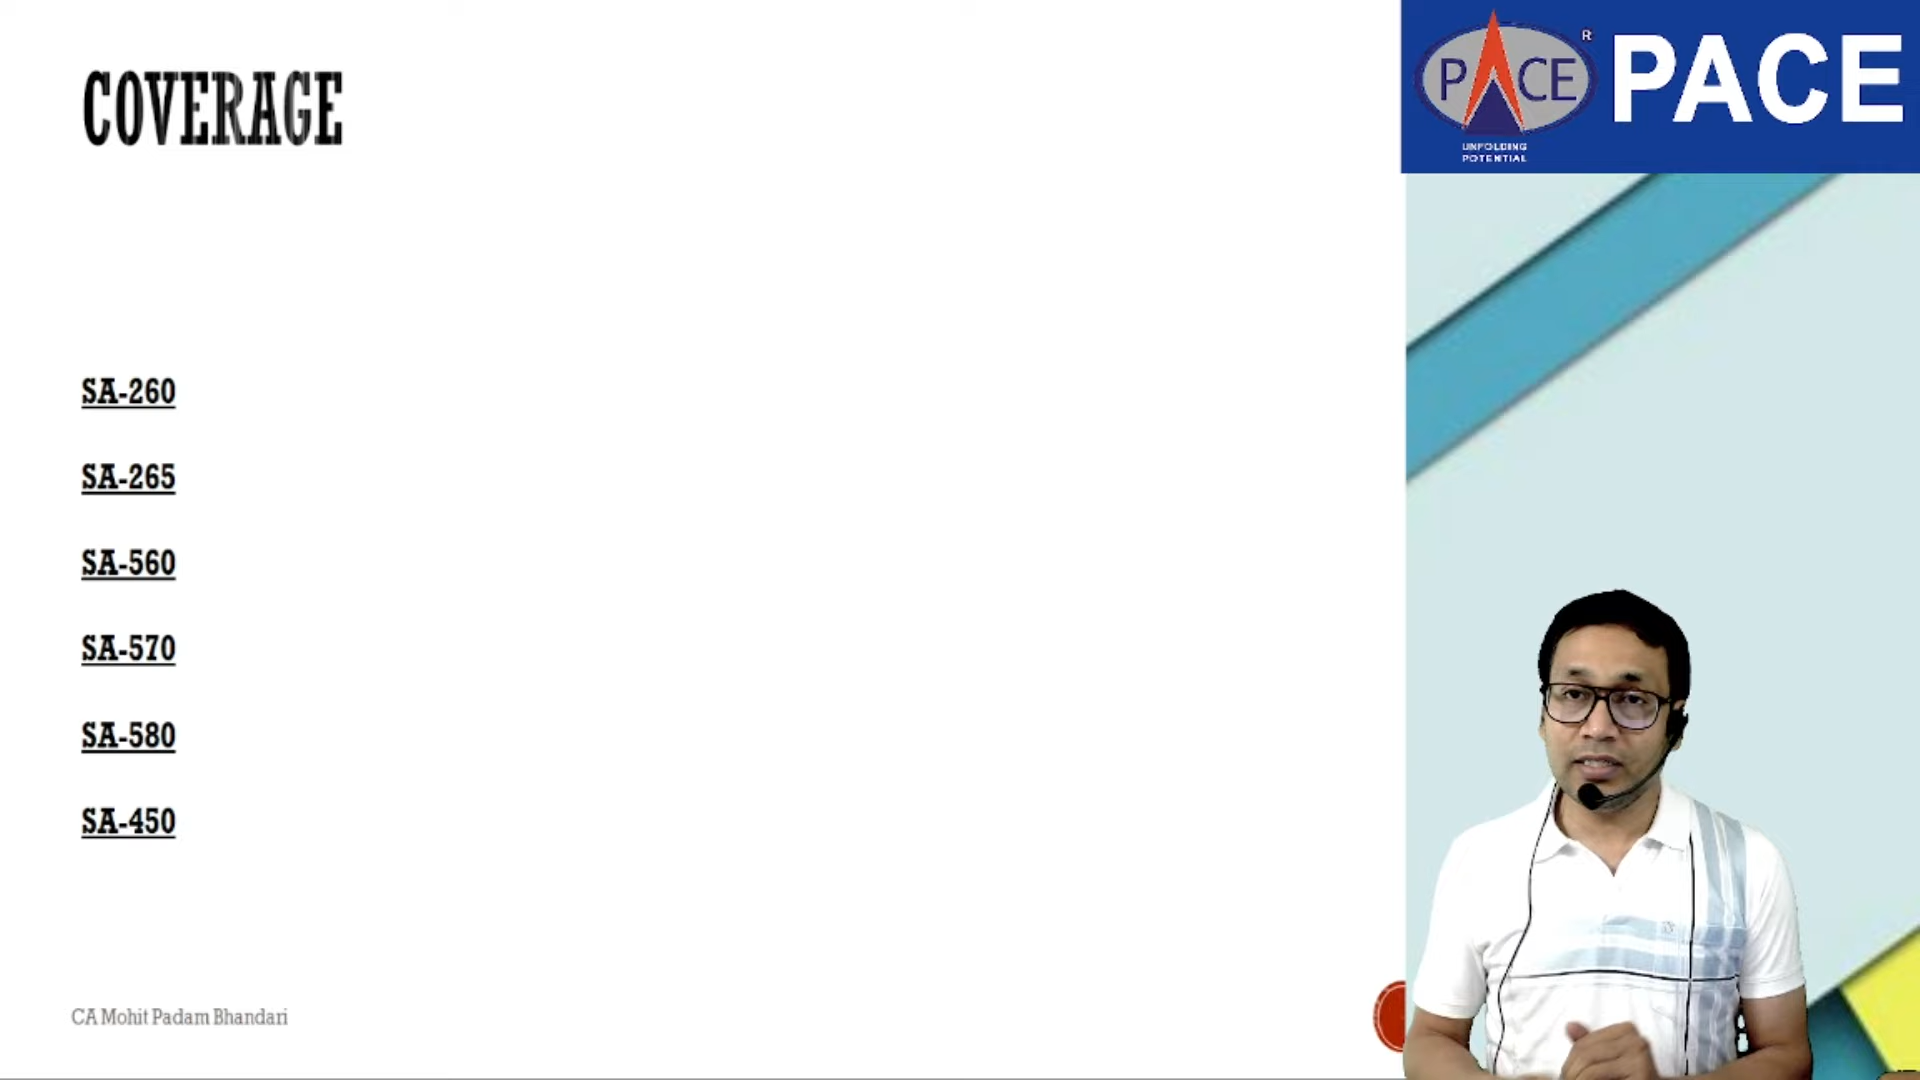 COVERAGE
SA-260
SA-265
SA-560
SA-570
SA-580
SA-450
CA Mohit Padam Bhandari
PACE
R
UNFOLDING
POTENTIAL
PACE